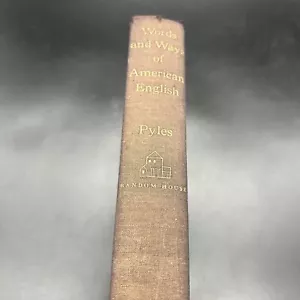 Words
and Ways
of
American
English
Pyles
RANDOM HOUSE